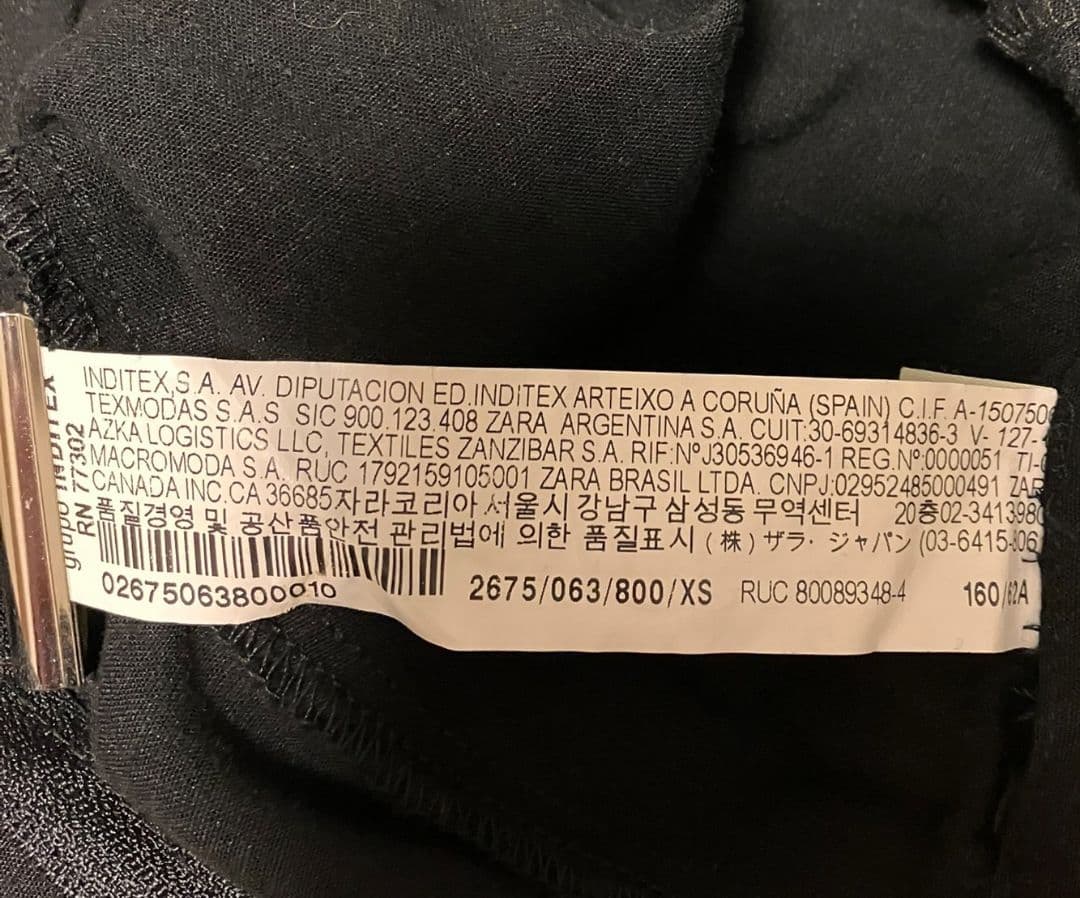 grupo INDITEX
RN 77302
INDITEX,S.A. AV. DIPUTACION ED.INDITEX ARTEIXO A CORUÑA (SPAIN) C.I.F. A-150750
TEXMODAS S.A.S SIC 900.123.408 ZARA ARGENTINA S.A. CUIT:30-69314836-3 V- 127-
AZKA LOGISTICS LLC, TEXTILES ZANZIBAR S.A. RIF:NºJ30536946-1 REG.Nº:0000051 TI-
MACROMODA S.A. RUC 1792159105001 ZARA BRASIL LTDA. CNPJ:02952485000491 ZAR
CANADA INC.CA 36685자라코리아 서울시 강남구 삼성동 무역센터 20층02-3413980
품질경영 및 공산품안전 관리법에 의한 품질표시 (株) ザラ・ジャパン (03-6415-806
02675063800010
2675/063/800/XS RUC 80089348-4 160/62A